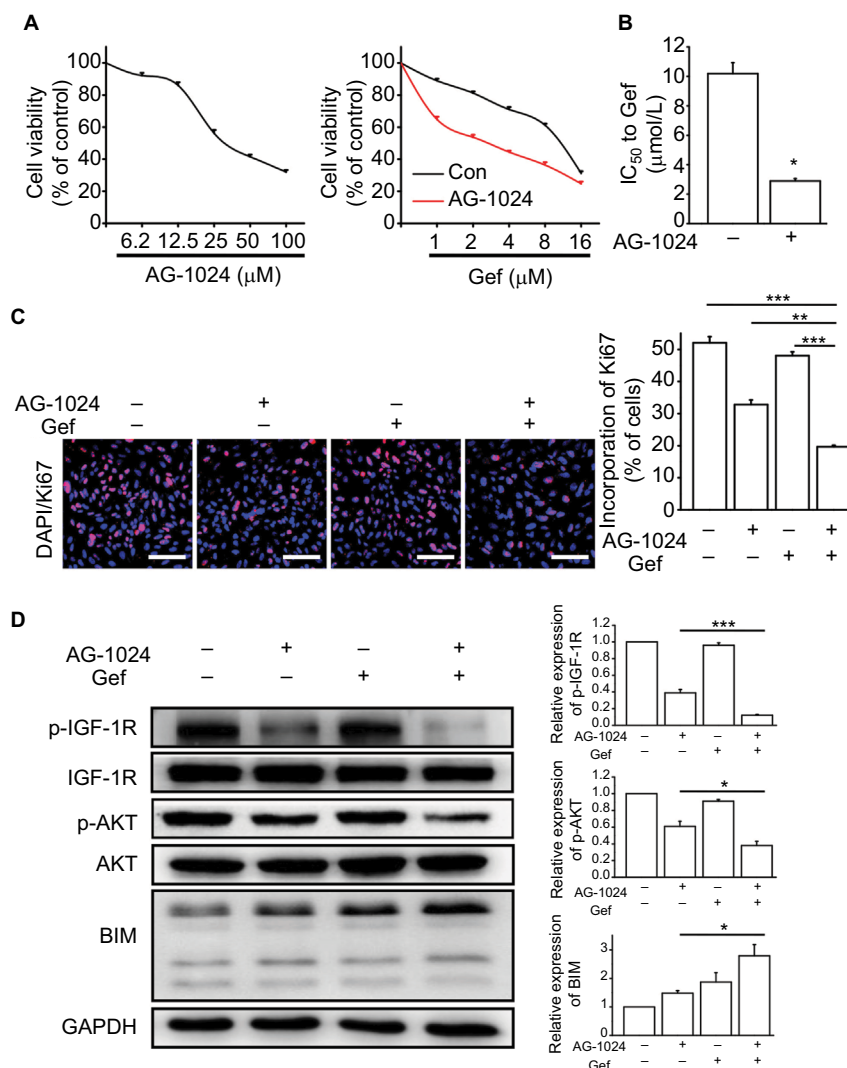 A
Cell viability
(% of control)
100
80
60
40
20
0
6.2 12.5 25 50 100
AG-1024 (μM)
Cell viability
(% of control)
100
80
60
40
20
0
Con
AG-1024
1 2 4 8 16
Gef (μM)
B
IC50 to Gef
(μmol/L)
12
10
8
6
4
2
0
*
AG-1024 – +
C
AG-1024 – + – +
Gef – – + +
DAPI/Ki67
Incorporation of Ki67
(% of cells)
50
40
30
20
10
0
***
**
***
AG-1024 – + – +
Gef – – + +
D
AG-1024 – + – +
Gef – – + +
p-IGF-1R
IGF-1R
p-AKT
AKT
BIM
GAPDH
Relative expression
of p-IGF-1R
1.2
1.0
0.8
0.4
0.2
0.0
***
AG-1024 – + – +
Gef – – + +
Relative expression
of p-AKT
1.2
1.0
0.8
0.6
0.4
0.2
0.0
*
AG-1024 – + – +
Gef – – + +
Relative expression
of BIM
3
2
1
0
*
AG-1024 – + – +
Gef – – + +